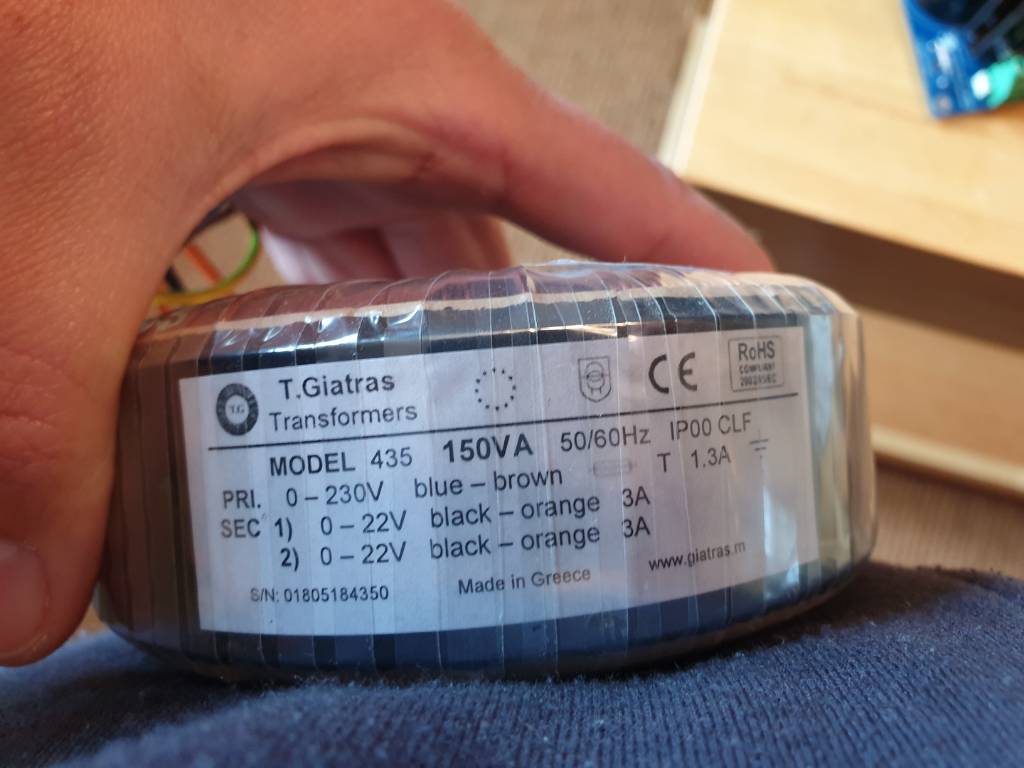 T.G
T.Giatras
Transformers
CE
RoHS
COMPLIANT
MODEL 435 150VA 50/60Hz IP00 CLF
PRI. 0 – 230V blue – brown T 1.3A
SEC 1) 0 – 22V black – orange 3A
2) 0 – 22V black – orange 3A
S/N: 01805184350 Made in Greece www.giatras.